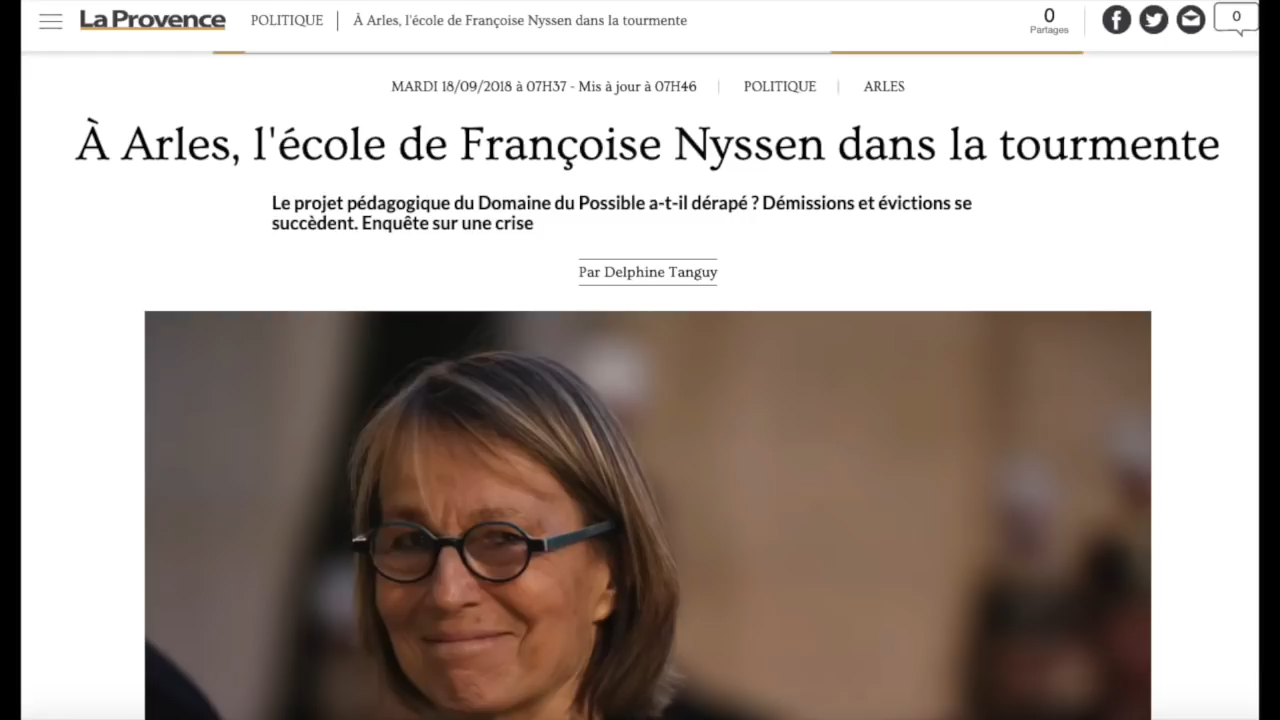 La Provence POLITIQUE À Arles, l'école de Françoise Nyssen dans la tourmente 0 Partages 0
MARDI 18/09/2018 à 07H37 - Mis à jour à 07H46 POLITIQUE ARLES
À Arles, l'école de Françoise Nyssen dans la tourmente
Le projet pédagogique du Domaine du Possible a-t-il dérapé ? Démissions et évictions se
succèdent. Enquête sur une crise
Par Delphine Tanguy